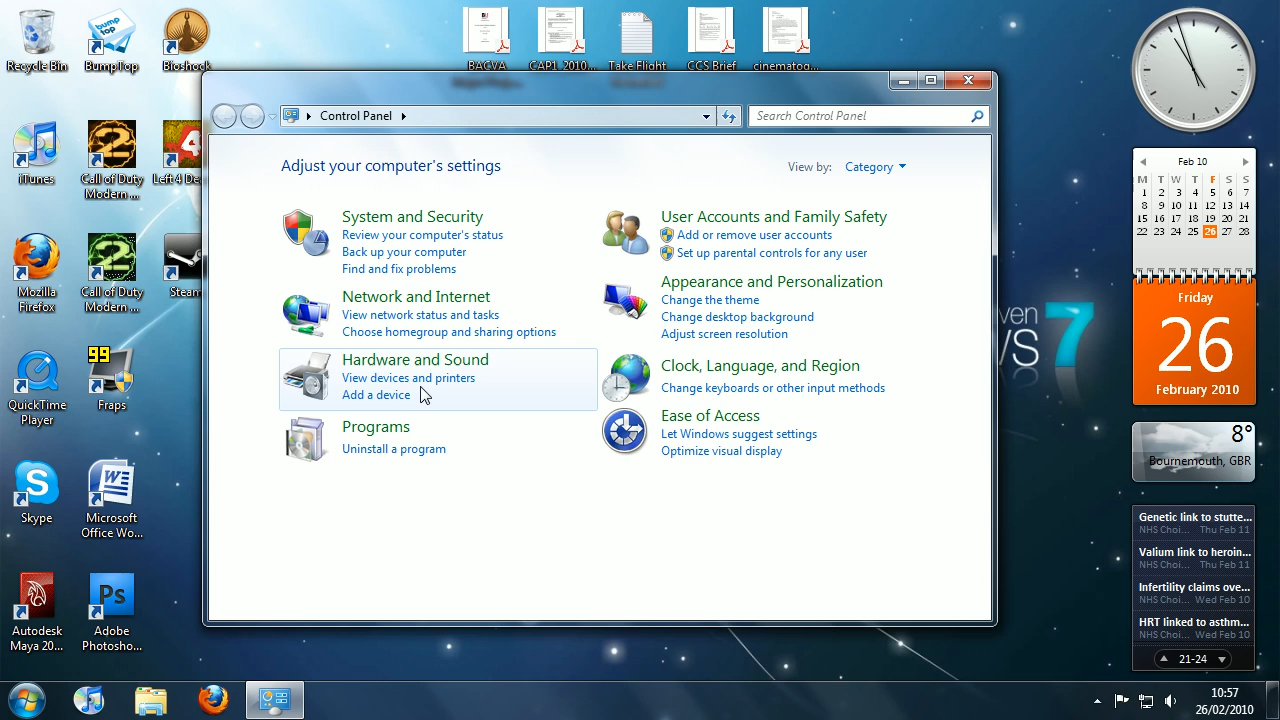 Recycle Bin
BumpTop
Bioshock
BAGVA
CAP1_2010...
Take Flight
CCS Brief
cinematog...
Control Panel
Search Control Panel
Adjust your computer's settings
View by: Category
System and Security
Review your computer's status
Back up your computer
Find and fix problems
Network and Internet
View network status and tasks
Choose homegroup and sharing options
Hardware and Sound
View devices and printers
Add a device
Programs
Uninstall a program
User Accounts and Family Safety
Add or remove user accounts
Set up parental controls for any user
Appearance and Personalization
Change the theme
Change desktop background
Adjust screen resolution
Clock, Language, and Region
Change keyboards or other input methods
Ease of Access
Let Windows suggest settings
Optimize visual display
iTunes
Call of Duty
Modern ...
Left 4 De
Mozilla
Firefox
Call of Duty
Modern ...
Steam
QuickTime
Player
99
Fraps
Skype
Microsoft
Office Wo...
Autodesk
Maya 20...
Adobe
Photosho...
ven
/S 7
Feb 10
M T W T F S S
1 2 3 4 5 6 7
8 9 10 11 12 13 14
15 16 17 18 19 20 21
22 23 24 25 26 27 28
Friday
26
February 2010
8°
Bournemouth, GBR
Genetic link to stutte...
NHS Choi... Thu Feb 11
Valium link to heroin...
NHS Choi... Thu Feb 11
Infertility claims ove...
NHS Choi... Wed Feb 10
HRT linked to asthm...
NHS Choi... Wed Feb 10
21-24
10:57
26/02/2010